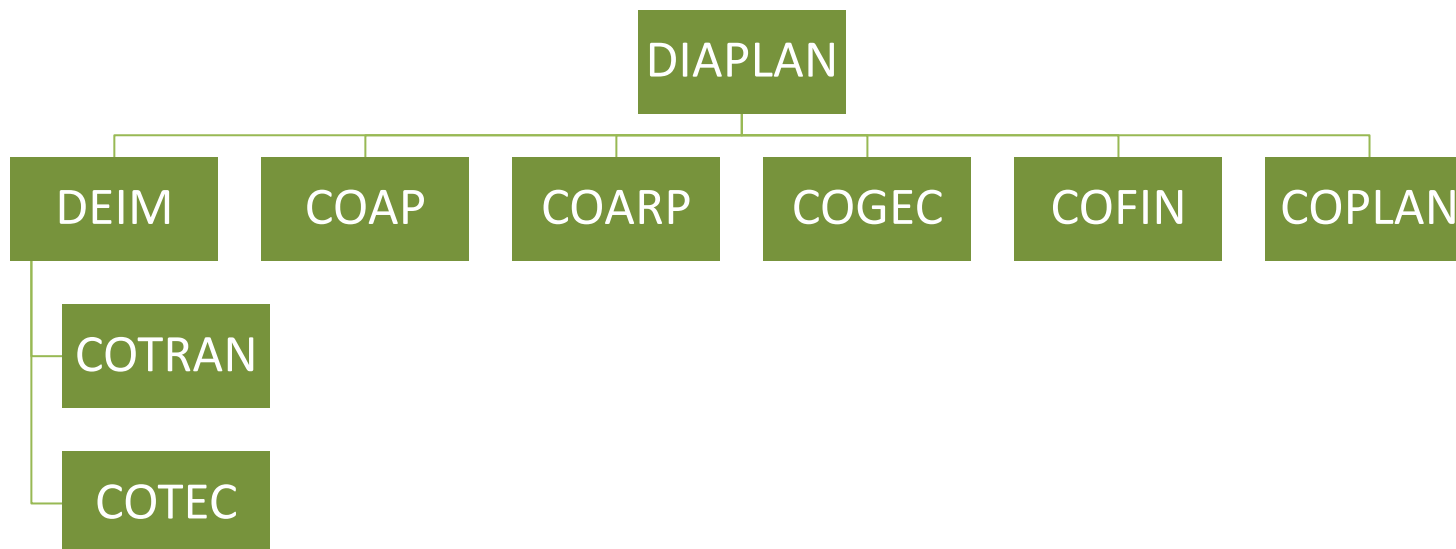 DIAPLAN
DEIM
COAP
COARP
COGEC
COFIN
COPLAN
COTRAN
COTEC